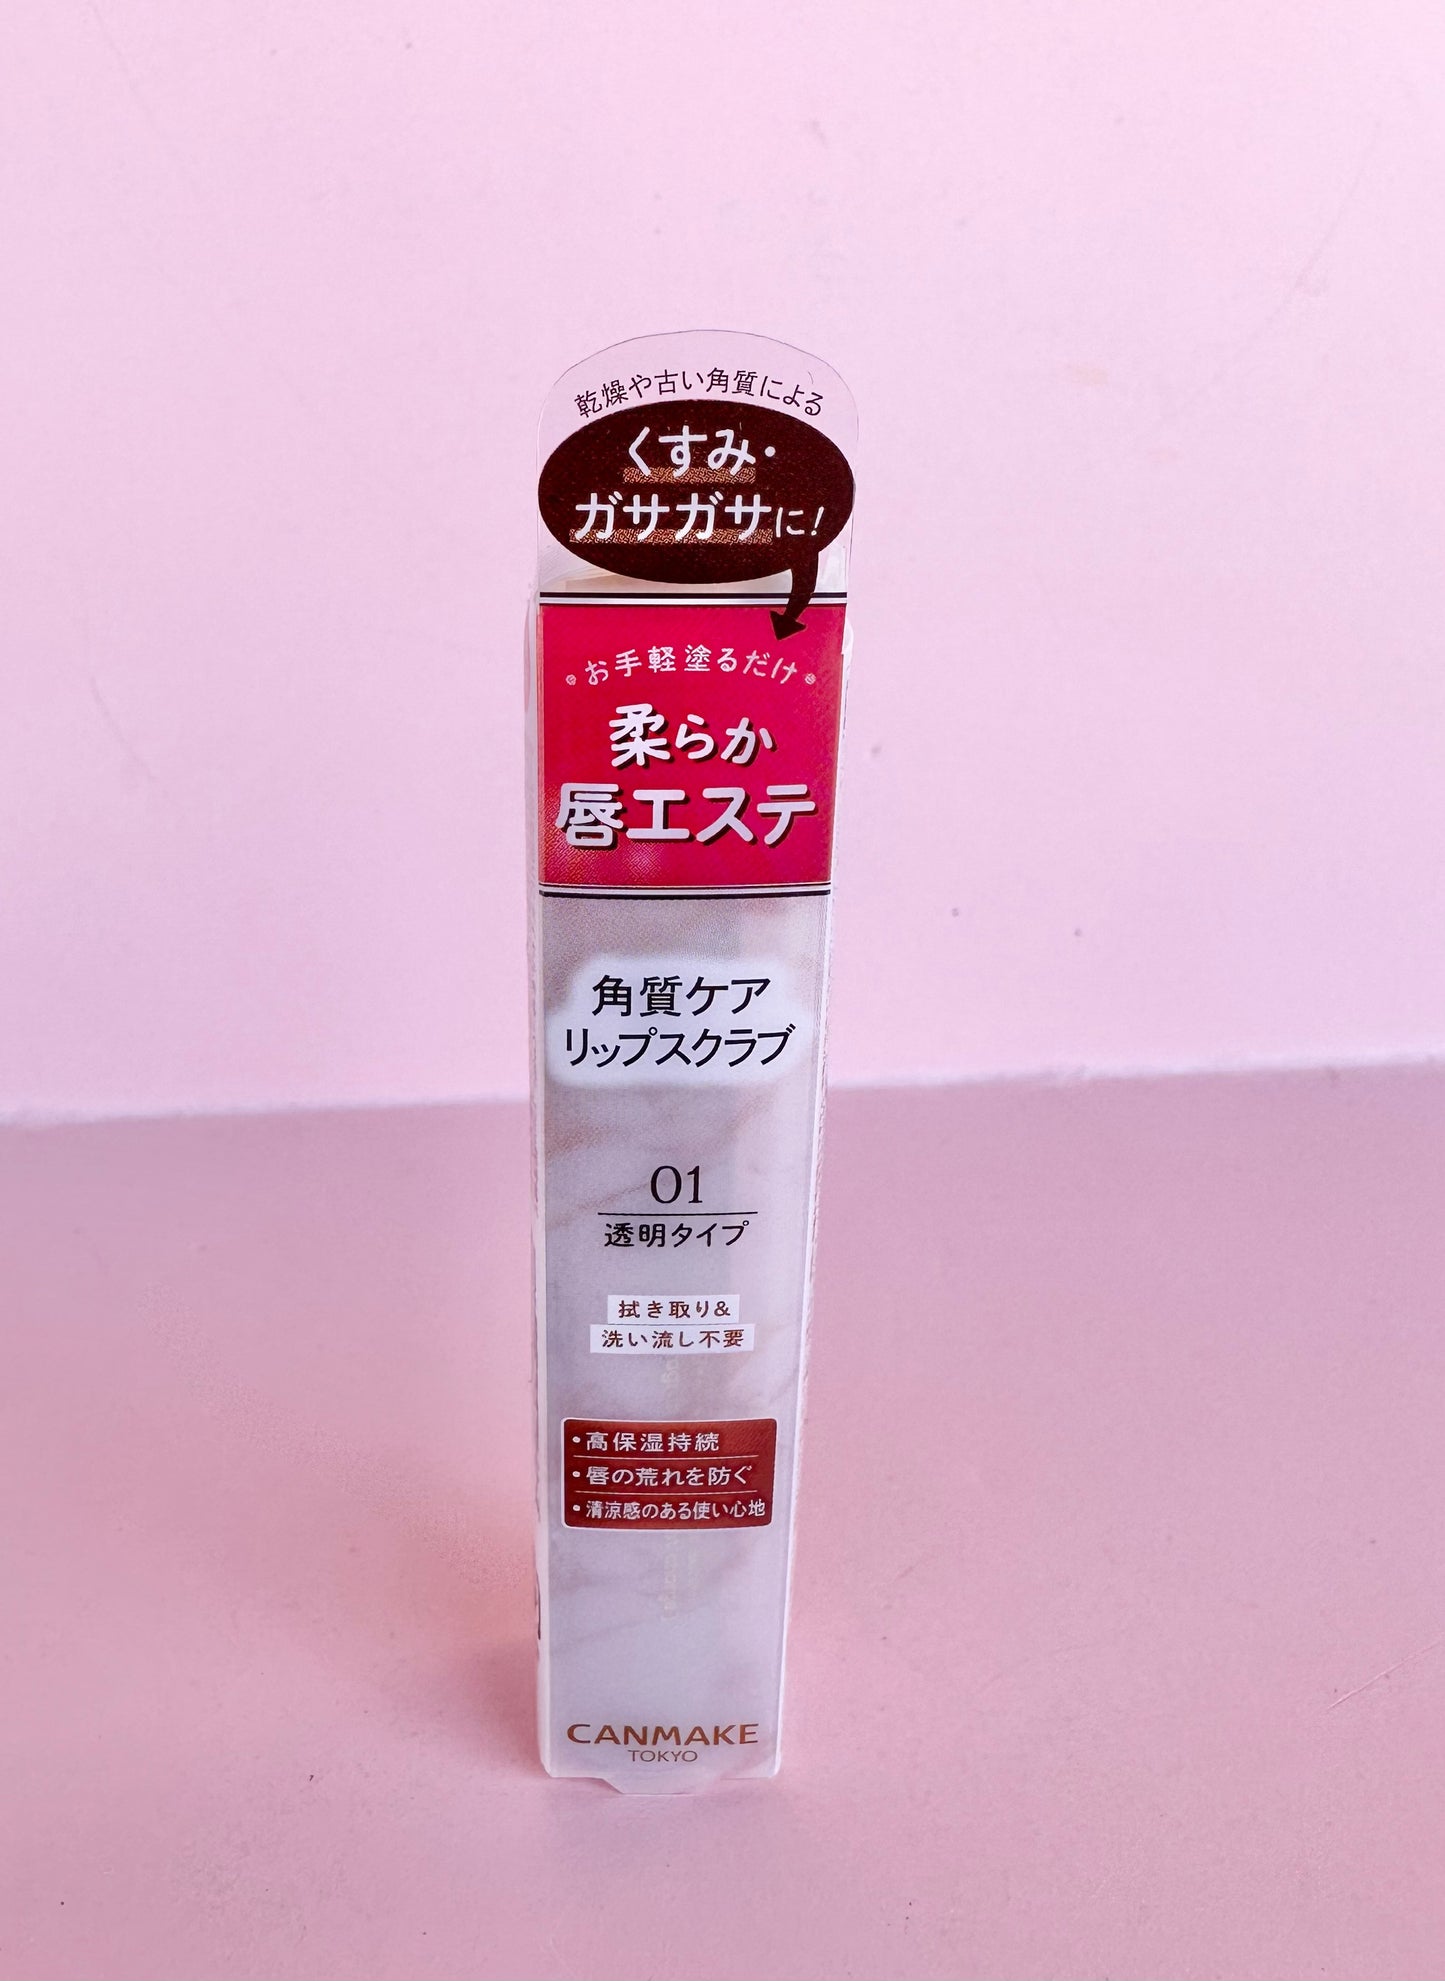 乾燥や古い角質による
くすみ・
ガサガサに!
お手軽塗るだけ
柔らか
唇エステ
角質ケア
リップスクラブ
01
透明タイプ
拭き取り&
洗い流し不要
・高保湿持続
・唇の荒れを防ぐ
・清涼感のある使い心地
CANMAKE
TOKYO